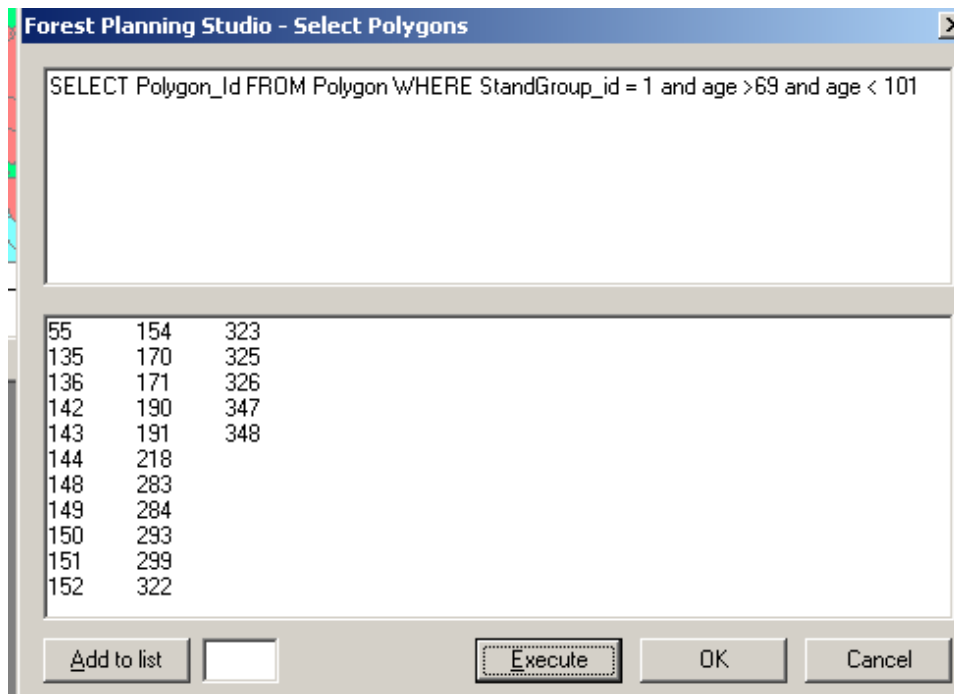 Forest Planning Studio - Select Polygons
SELECT Polygon_Id FROM Polygon WHERE StandGroup_id = 1 and age >69 and age < 101
55 154 323
135 170 325
136 171 326
142 190 347
143 191 348
144 218
148 283
149 284
150 293
151 299
152 322
Add to list Execute OK Cancel